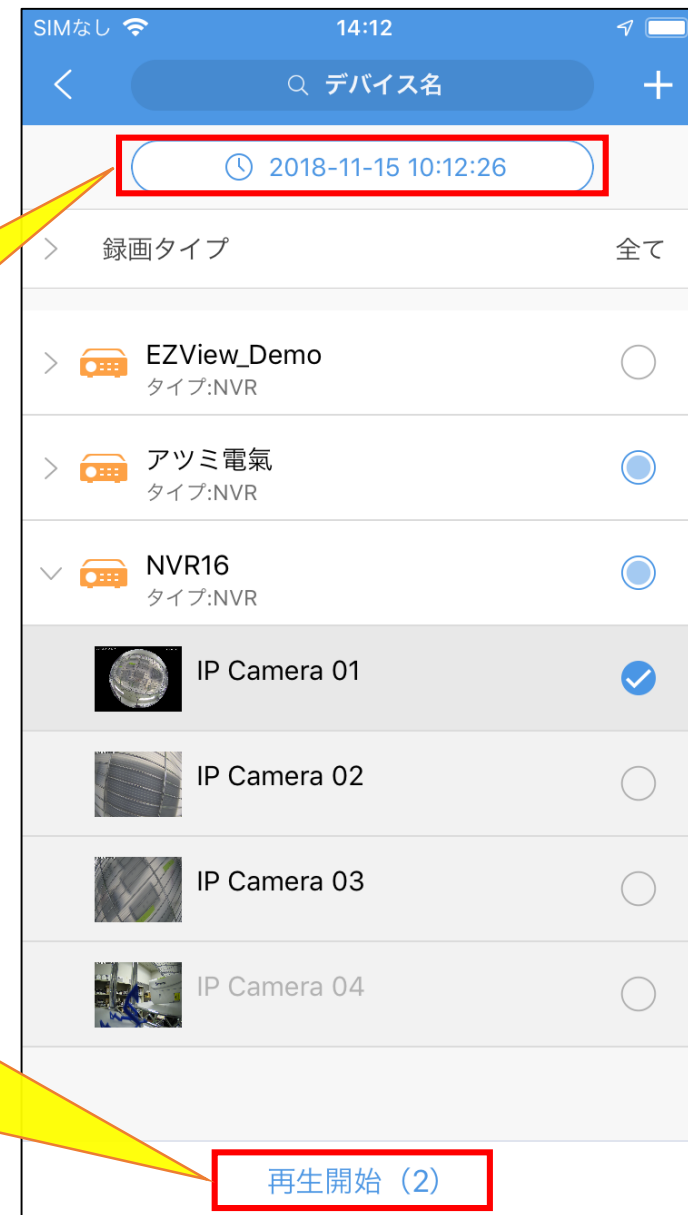 SIMなし 14:12
デバイス名
2018-11-15 10:12:26
録画タイプ 全て
EZView_Demo
タイプ:NVR
アツミ電氣
タイプ:NVR
NVR16
タイプ:NVR
IP Camera 01
IP Camera 02
IP Camera 03
IP Camera 04
再生開始（2）